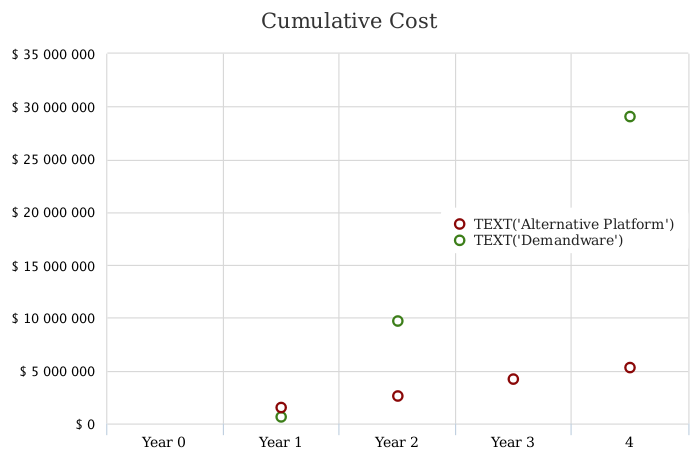 Cumulative Cost
$ 35 000 000
$ 30 000 000
$ 25 000 000
$ 20 000 000
$ 15 000 000
$ 10 000 000
$ 5 000 000
$ 0
TEXT('Alternative Platform')
TEXT('Demandware')
Year 0 Year 1 Year 2 Year 3 4